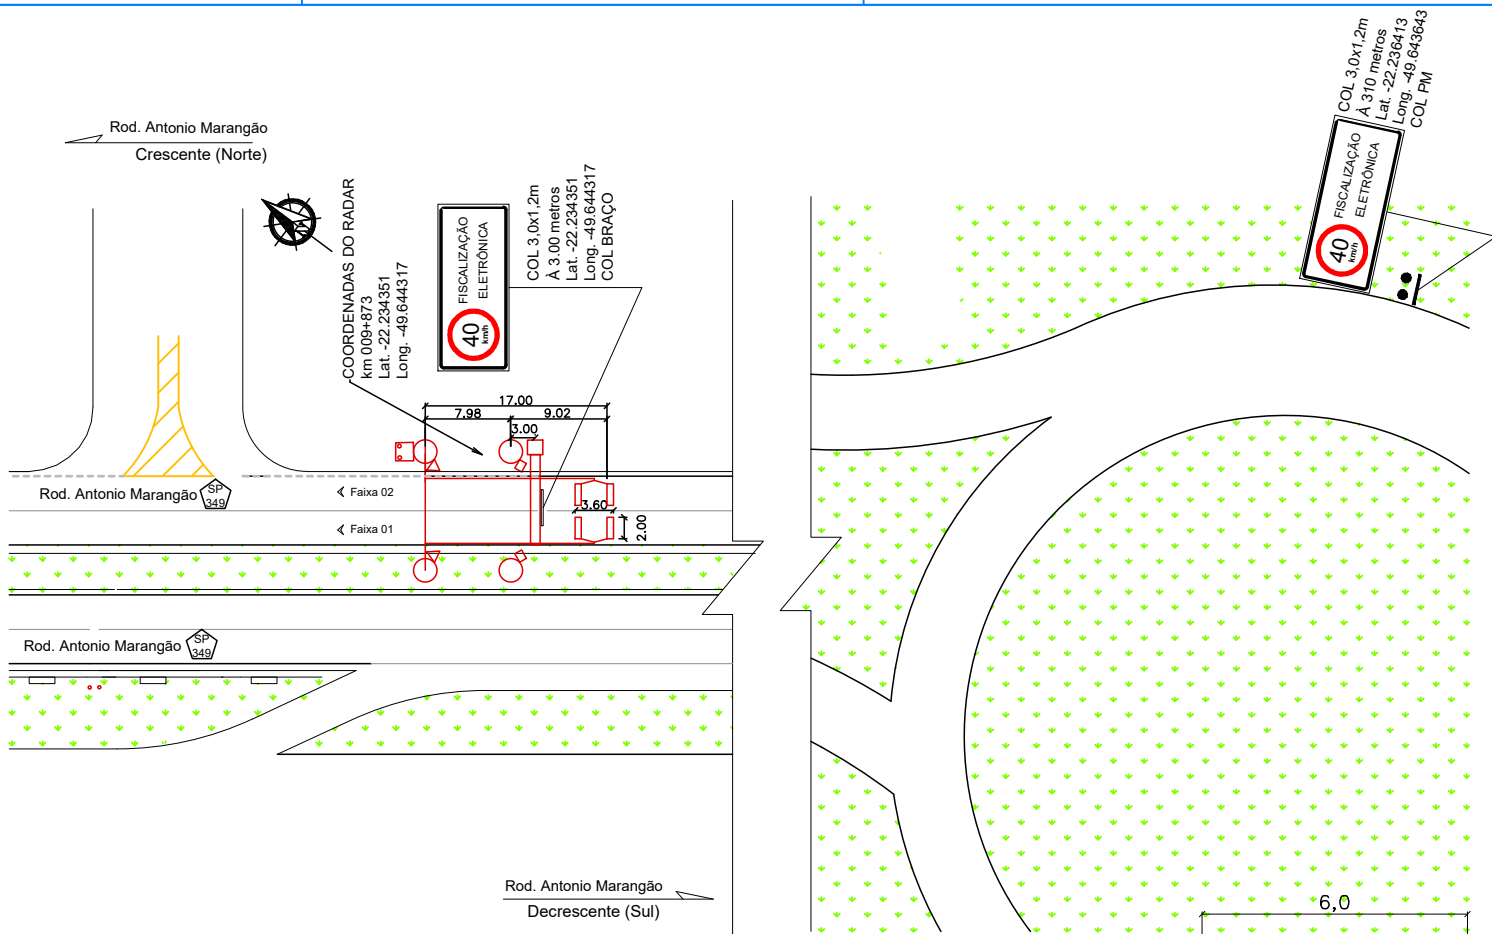 Rod. Antonio Marangão
Crescente (Norte)
COORDENADAS DO RADAR
km 009+873
Lat. -22.234351
Long. -49.644317
FISCALIZAÇÃO
ELETRÔNICA
40
km/h
COL 3,0x1,2m
À 3.00 metros
Lat. -22.234351
Long. -49.644317
COL BRAÇO
COL 3,0x1,2m
À 310 metros
Lat. -22.236413
Long. -49.643643
COL PM
FISCALIZAÇÃO
ELETRÔNICA
40
km/h
17.00
7.98
9.02
3.00
Rod. Antonio Marangão
SP
349
Faixa 02
Faixa 01
3.60
2.00
Rod. Antonio Marangão
SP
349
Rod. Antonio Marangão
Decrescente (Sul)
6,0